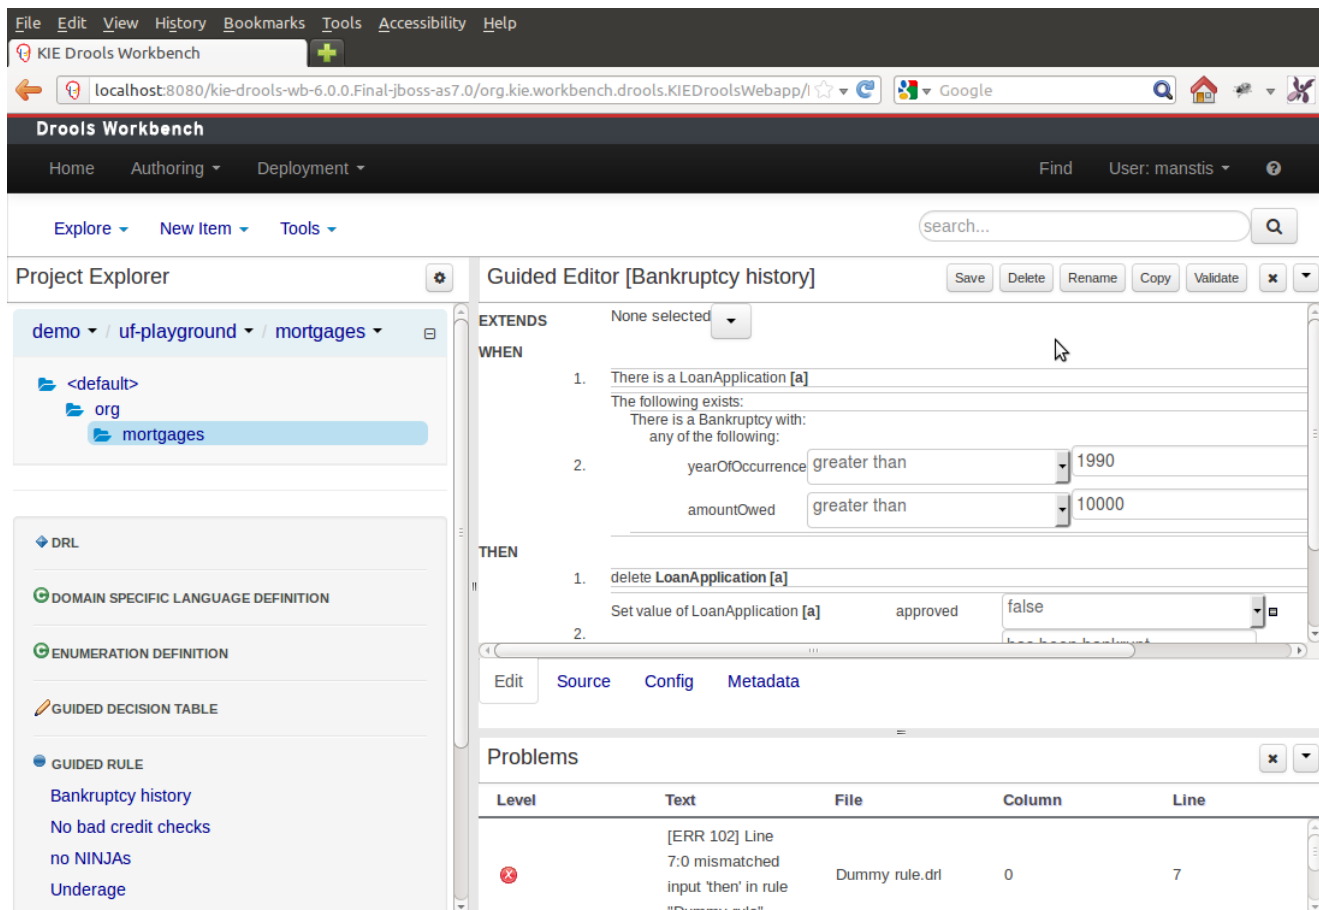 File Edit View History Bookmarks Tools Accessibility Help
KIE Drools Workbench
localhost:8080/kie-drools-wb-6.0.0.Final-jboss-as7.0/org.kie.workbench.drools.KIEDroolsWebapp/
Google
Drools Workbench
Home Authoring Deployment Find User: manstis
Explore New Item Tools search...
Project Explorer
demo / uf-playground / mortgages
<default>
org
mortgages
DRL
DOMAIN SPECIFIC LANGUAGE DEFINITION
ENUMERATION DEFINITION
GUIDED DECISION TABLE
GUIDED RULE
Bankruptcy history
No bad credit checks
no NINJAs
Underage
Guided Editor [Bankruptcy history] Save Delete Rename Copy Validate
EXTENDS None selected
WHEN
1. There is a LoanApplication [a]
The following exists:
There is a Bankruptcy with:
any of the following:
2. yearOfOccurrence greater than 1990
amountOwed greater than 10000
THEN
1. delete LoanApplication [a]
Set value of LoanApplication [a] approved false
2. has been bankrupt
Edit Source Config Metadata
Problems
Level Text File Column Line
[ERR 102] Line
7:0 mismatched
input 'then' in rule
"Dummy rule"
Dummy rule.drl 0 7